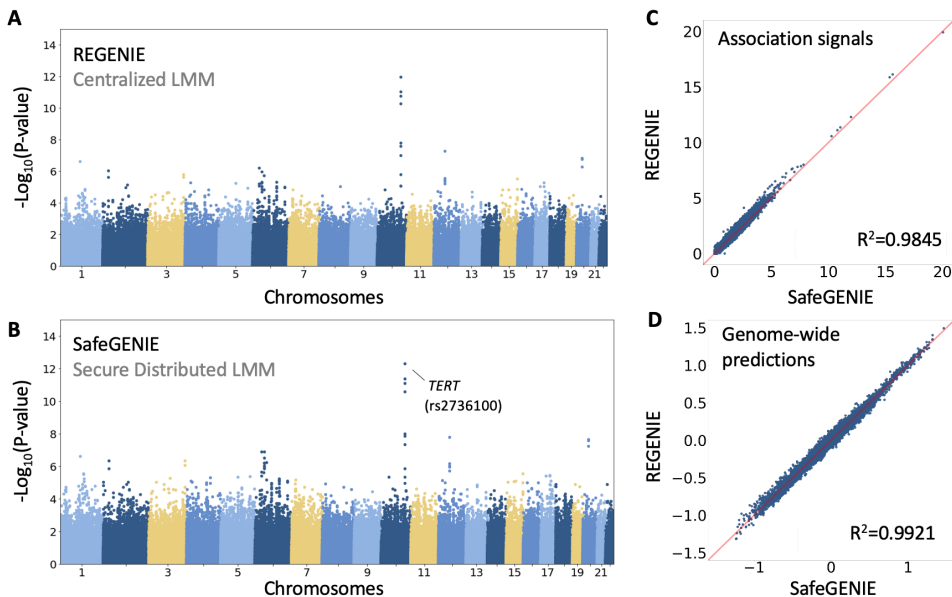 A
REGENIE
Centralized LMM
-Log10(P-value)
14
12
10
8
6
4
2
0
1 3 5 7 9 11 13 15 17 19 21
Chromosomes
B
SafeGENIE
Secure Distributed LMM
TERT
(rs2736100)
-Log10(P-value)
14
12
10
8
6
4
2
0
1 3 5 7 9 11 13 15 17 19 21
Chromosomes
C
Association signals
REGENIE
20
15
10
5
0
R²=0.9845
0 5 10 15 20
SafeGENIE
D
Genome-wide
predictions
REGENIE
1.5
1.0
0.5
0.0
−0.5
−1.0
−1.5
R²=0.9921
−1 0 1
SafeGENIE